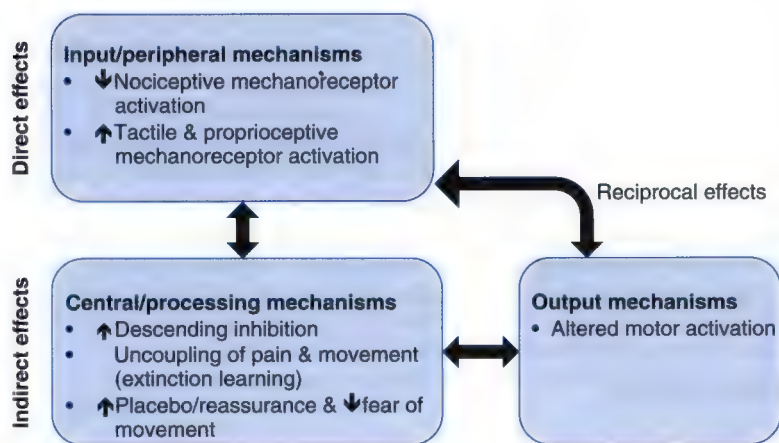 Direct effects
Input/peripheral mechanisms
• ↓Nociceptive mechanoreceptor
activation
• ↑Tactile & proprioceptive
mechanoreceptor activation
Reciprocal effects
Indirect effects
Central/processing mechanisms
• ↑Descending inhibition
• Uncoupling of pain & movement
(extinction learning)
• ↑Placebo/reassurance & ↓fear of
movement
Output mechanisms
• Altered motor activation